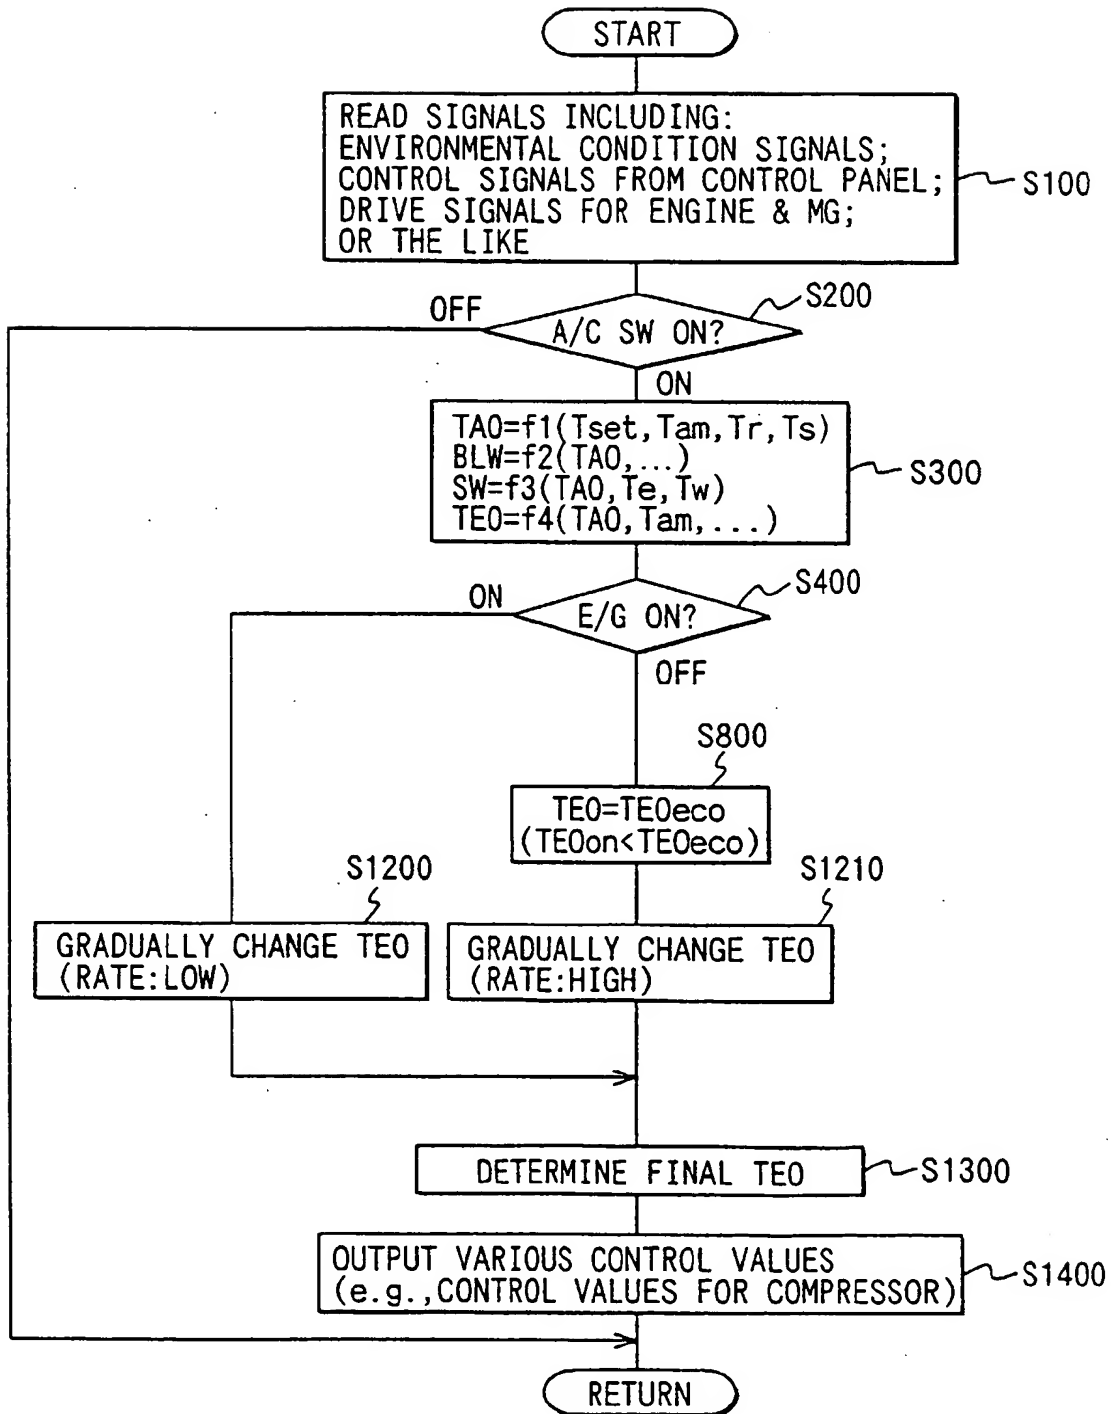 START
READ SIGNALS INCLUDING:
ENVIRONMENTAL CONDITION SIGNALS;
CONTROL SIGNALS FROM CONTROL PANEL;
DRIVE SIGNALS FOR ENGINE & MG;
OR THE LIKE
S100
S200
OFF
A/C SW ON?
ON
TAO=f1(Tset,Tam,Tr,Ts)
BLW=f2(TAO,...)
SW=f3(TAO,Te,Tw)
TEO=f4(TAO,Tam,...)
S300
S400
ON
E/G ON?
OFF
S800
TEO=TEOeco
(TEOon<TEOeco)
S1200
S1210
GRADUALLY CHANGE TEO
(RATE:LOW)
GRADUALLY CHANGE TEO
(RATE:HIGH)
DETERMINE FINAL TEO
S1300
OUTPUT VARIOUS CONTROL VALUES
(e.g.,CONTROL VALUES FOR COMPRESSOR)
S1400
RETURN